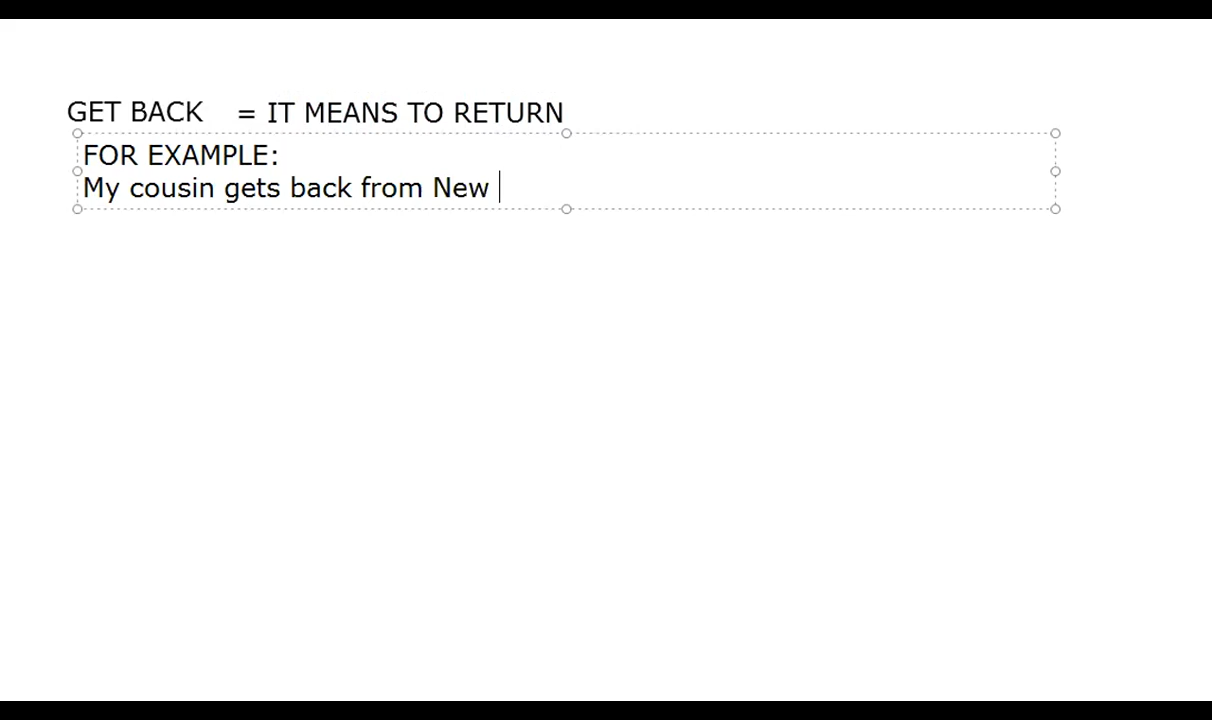 GET BACK = IT MEANS TO RETURN
FOR EXAMPLE:
My cousin gets back from New